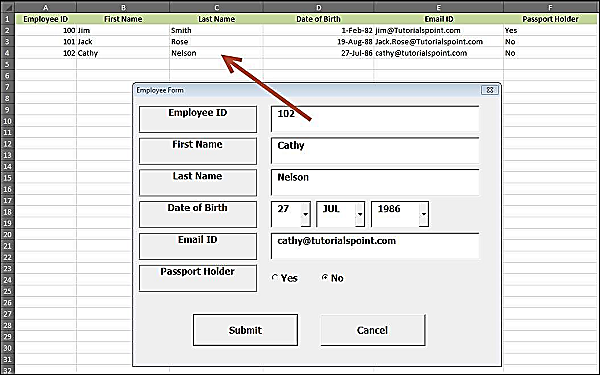 A B C D E F
1 Employee ID First Name Last Name Date of Birth Email ID Passport Holder
2 100 Jim Smith 1-Feb-82 jim@Tutorialspoint.com Yes
3 101 Jack Rose 19-Aug-88 Jack.Rose@Tutorialspoint.com No
4 102 Cathy Nelson 27-Jul-86 cathy@tutorialspoint.com No
5
6
7
8 Employee Form
9
10 Employee ID 102
11
12 First Name Cathy
13
14
15 Last Name Nelson
16
17
18 Date of Birth 27 JUL 1986
19
20
21 Email ID cathy@tutorialspoint.com
22
23
24 Passport Holder Yes No
25
26
27
28 Submit Cancel
29
30
31
32